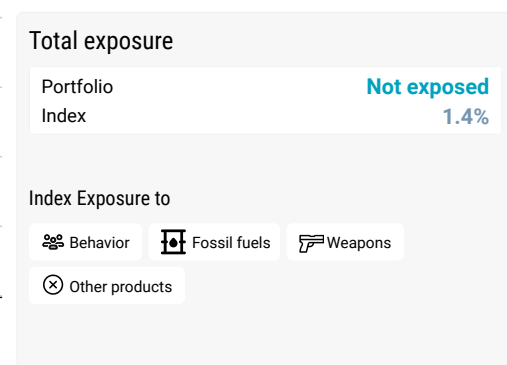 Total exposure
Portfolio Not exposed
Index 1.4%
Index Exposure to
Behavior Fossil fuels Weapons
Other products